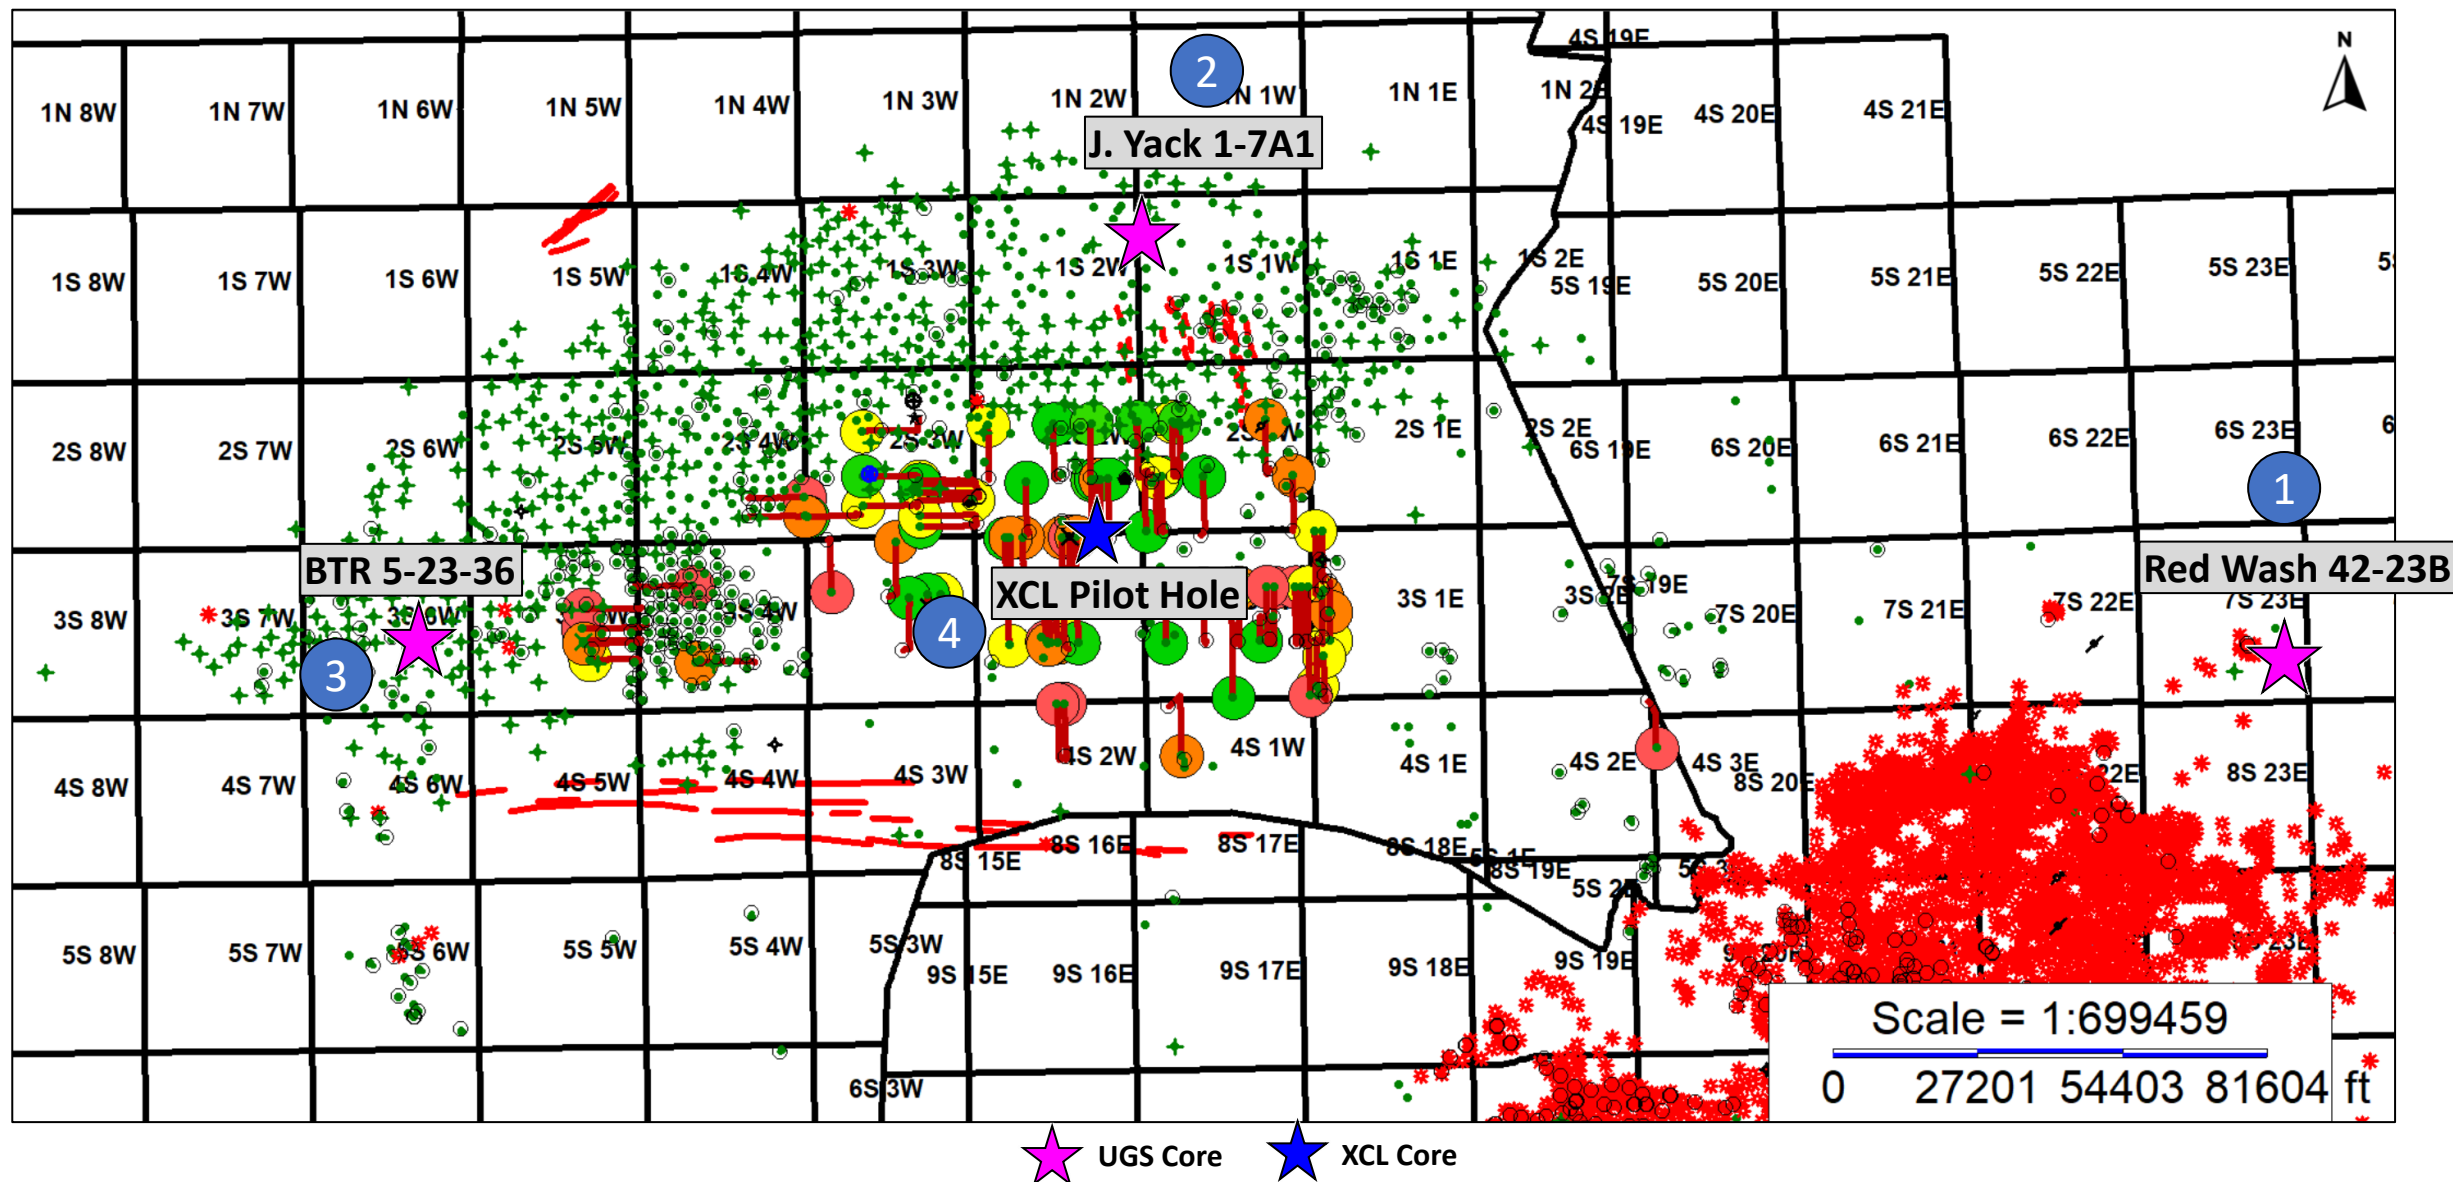 4S 19E
N
2
1N 8W
1N 7W
1N 6W
1N 5W
1N 4W
1N 3W
1N 2W
1N 1E
4S 19E
4S 20E
4S 21E
J. Yack 1-7A1
1S 8W
1S 7W
1S 6W
1S 5W
1S 4W
1S 3W
1S 2W
1S 1W
1S 1E
1S 2E
5S 19E
5S 20E
5S 21E
5S 22E
5S 23E
2S 8W
2S 7W
2S 6W
2S 5W
2S 4W
2S 3W
2S 1E
2S 2E
6S 19E
6S 20E
6S 21E
6S 22E
6S 23E
1
BTR 5-23-36
XCL Pilot Hole
Red Wash 42-23B
3S 8W
3S 7W
3S 6W
3S 1E
7S 19E
7S 20E
7S 21E
7S 22E
7S 23E
3
4
4S 8W
4S 7W
4S 6W
4S 5W
4S 4W
4S 3W
4S 2W
4S 1W
4S 1E
4S 2E
4S 3E
8S 20E
8S 23E
8S 15E
8S 16E
8S 17E
8S 18E
5S 1E
8S 19E
5S 2E
5S 8W
5S 7W
5S 6W
5S 5W
5S 4W
5S 3W
9S 15E
9S 16E
9S 17E
9S 18E
9S 19E
6S 3W
Scale = 1:699459
0 27201 54403 81604 ft
UGS Core
XCL Core